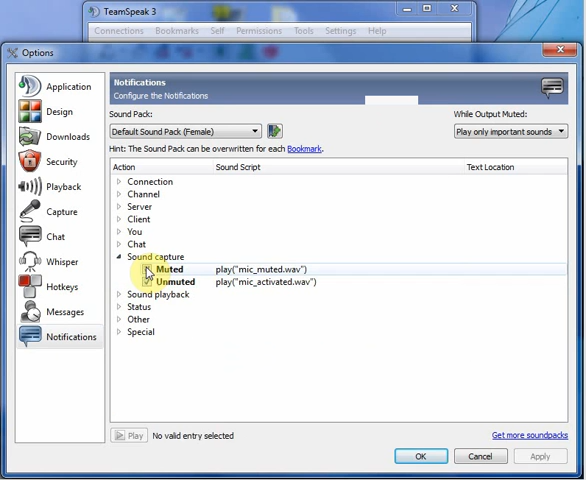 TeamSpeak 3
Connections Bookmarks Self Permissions Tools Settings Help
Options
Application
Design
Downloads
Security
Playback
Capture
Chat
Whisper
Hotkeys
Messages
Notifications
Notifications
Configure the Notifications
Sound Pack:
While Output Muted:
Default Sound Pack (Female)
Play only important sounds
Hint: The Sound Pack can be overwritten for each Bookmark.
Action Sound Script Text Location
Connection
Channel
Server
Client
You
Chat
Sound capture
Muted play("mic_muted.wav")
Unmuted play("mic_activated.wav")
Sound playback
Status
Other
Special
Play No valid entry selected
Get more soundpacks
OK Cancel Apply